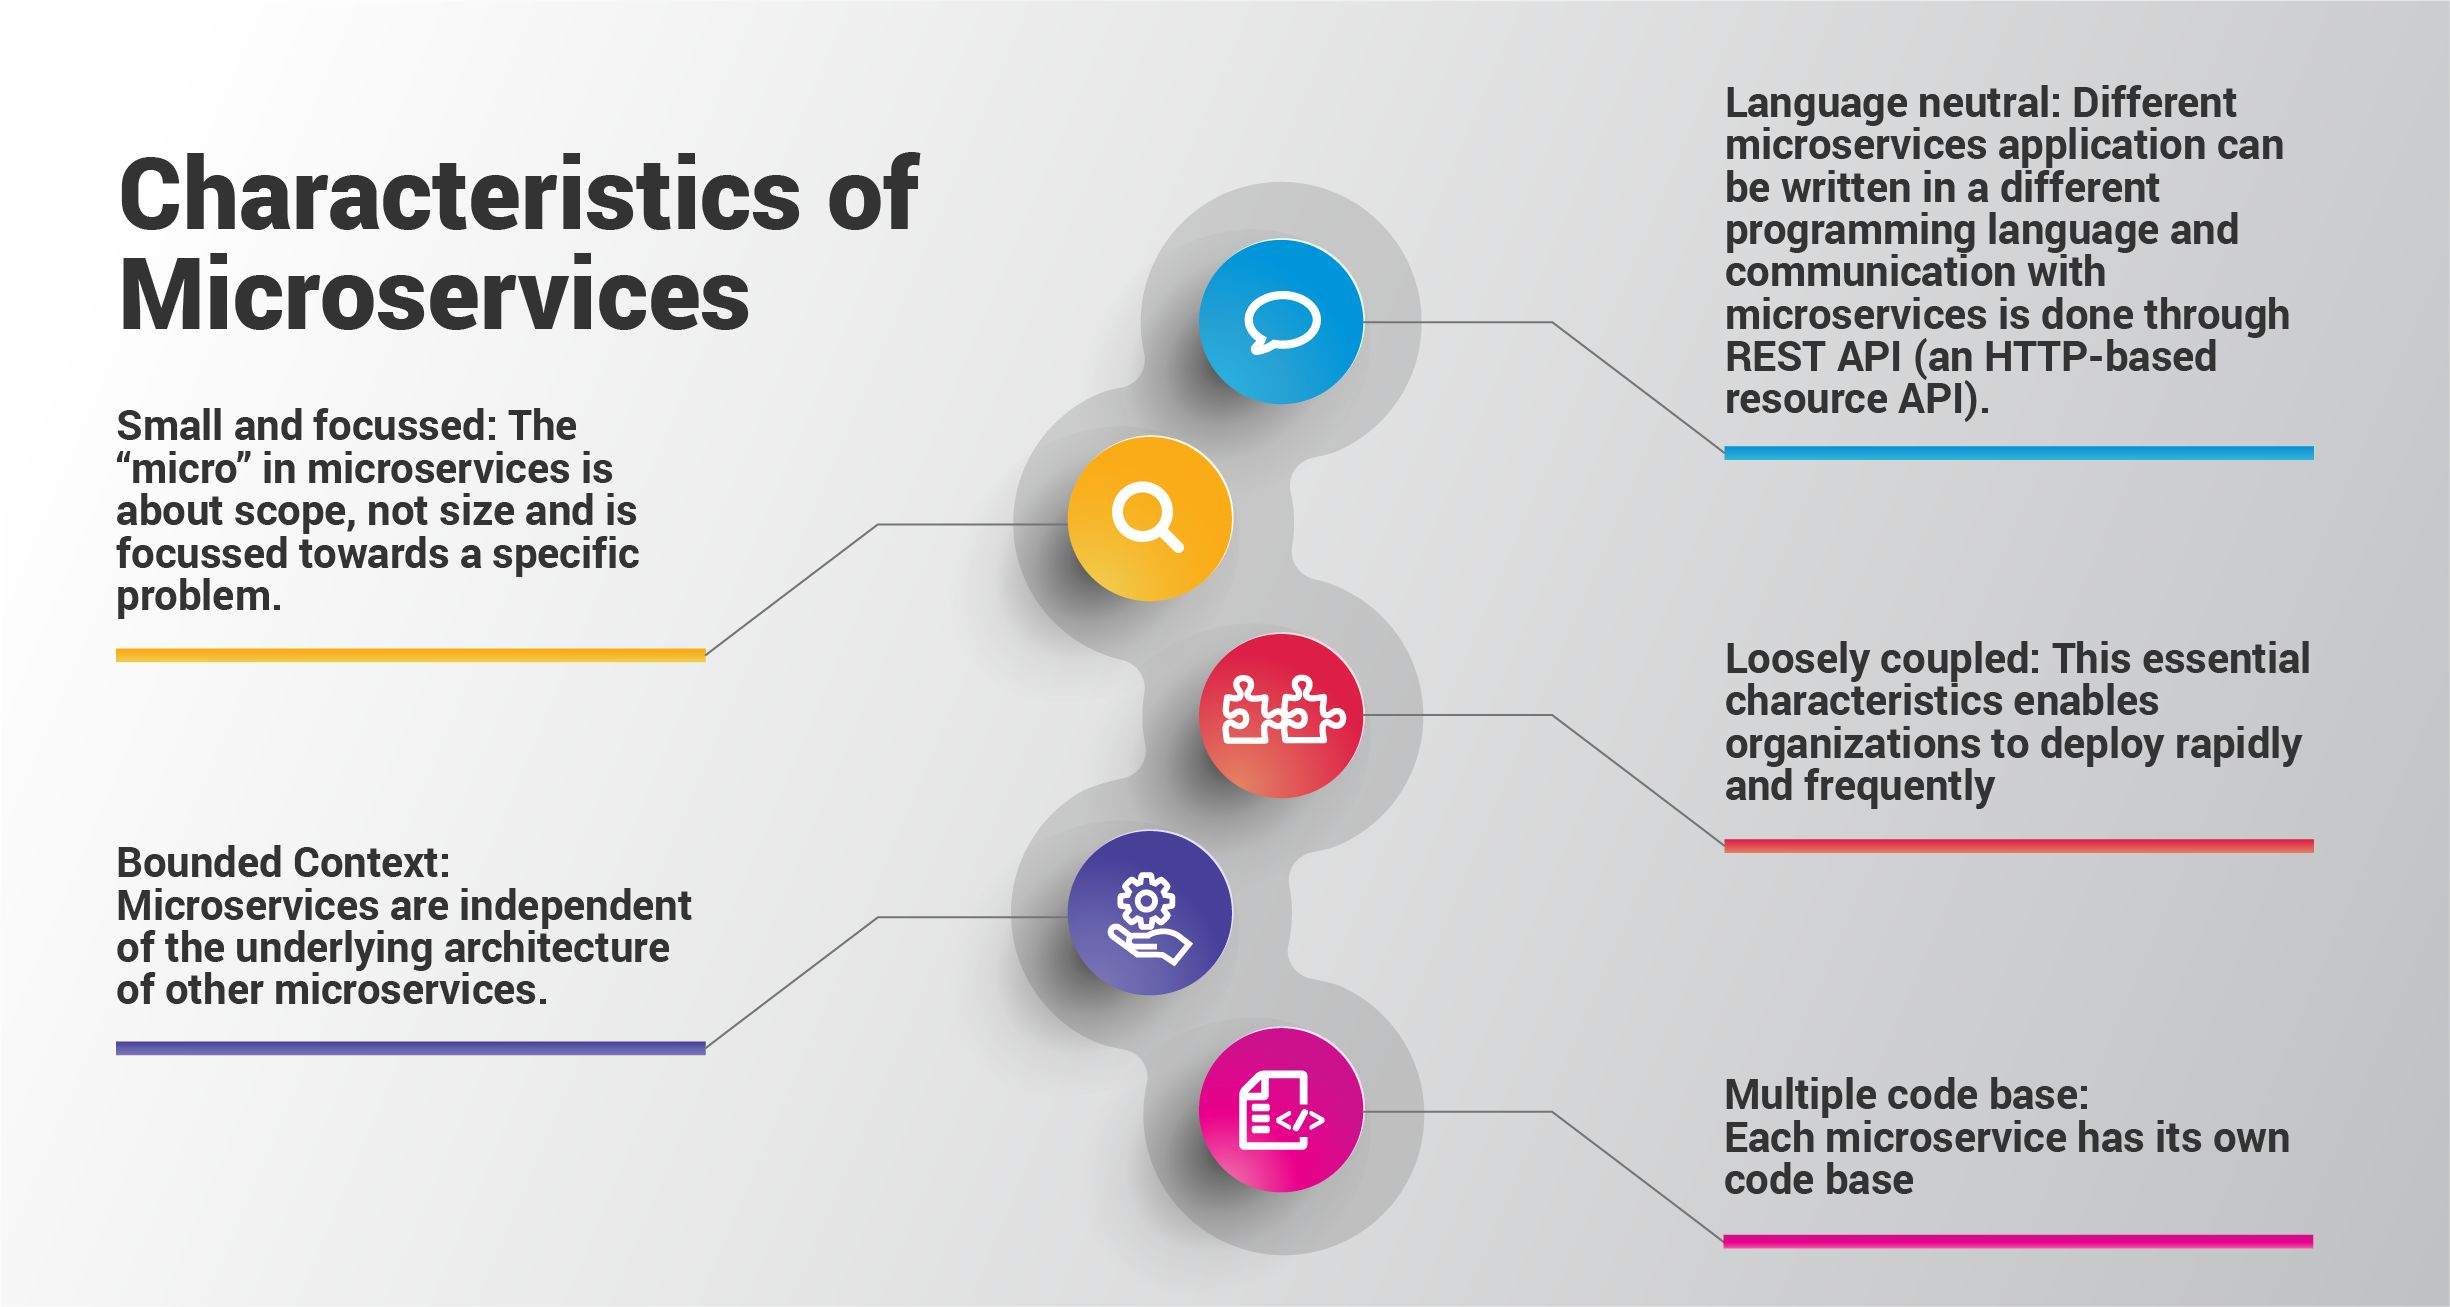 Characteristics of
Microservices
Small and focussed: The
“micro” in microservices is
about scope, not size and is
focussed towards a specific
problem.
Bounded Context:
Microservices are independent
of the underlying architecture
of other microservices.
Language neutral: Different
microservices application can
be written in a different
programming language and
communication with
microservices is done through
REST API (an HTTP-based
resource API).
Loosely coupled: This essential
characteristics enables
organizations to deploy rapidly
and frequently
Multiple code base:
Each microservice has its own
code base